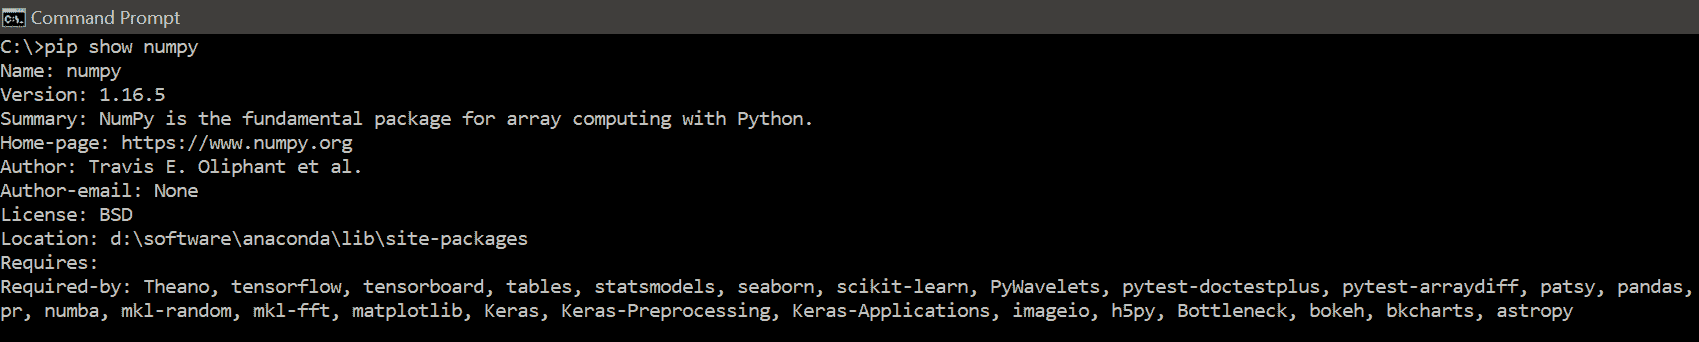 Command Prompt
C:\>pip show numpy
Name: numpy
Version: 1.16.5
Summary: NumPy is the fundamental package for array computing with Python.
Home-page: https://www.numpy.org
Author: Travis E. Oliphant et al.
Author-email: None
License: BSD
Location: d:\software\anaconda\lib\site-packages
Requires:
Required-by: Theano, tensorflow, tensorboard, tables, statsmodels, seaborn, scikit-learn, PyWavelets, pytest-doctestplus, pytest-arraydiff, patsy, pandas,
pr, numba, mkl-random, mkl-fft, matplotlib, Keras, Keras-Preprocessing, Keras-Applications, imageio, h5py, Bottleneck, bokeh, bkcharts, astropy